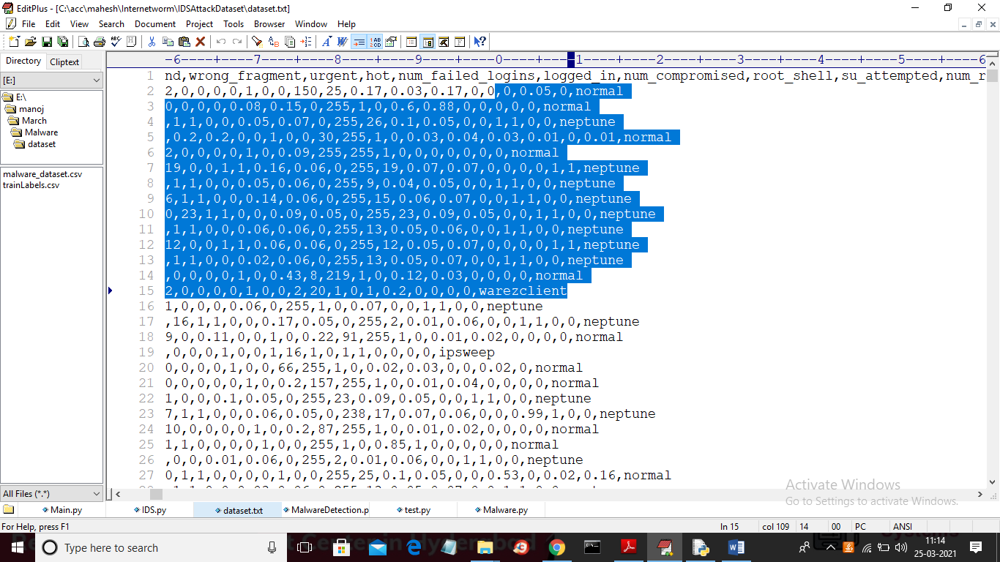 EditPlus - [C:\acc\mahesh\Internetworm\IDSAttackDataset\dataset.txt]
File Edit View Search Document Project Tools Browser Window Help
Directory Cliptext
[E:]
E:\
manoj
March
Malware
dataset
malware_dataset.csv
trainLabels.csv
All Files (*.*)
-6----+----7----+----8----+----9----+----0----+----1----+----2----+----3----+----4----+----5----+----6
1 nd,wrong_fragment,urgent,hot,num_failed_logins,logged_in,num_compromised,root_shell,su_attempted,num_r
2 2,0,0,0,0,1,0,0,150,25,0.17,0.03,0.17,0,0,0,0.05,0,normal
3 0,0,0,0,0.08,0.15,0,255,1,0,0.6,0.88,0,0,0,0,0,normal
4 ,1,1,0,0,0.05,0.07,0,255,26,0.1,0.05,0,0,1,1,0,0,neptune
5 ,0.2,0.2,0,0,1,0,0,30,255,1,0,0.03,0.04,0.03,0.01,0,0.01,normal
6 2,0,0,0,0,1,0,0.09,255,255,1,0,0,0,0,0,0,0,normal
7 19,0,0,1,1,0.16,0.06,0,255,19,0.07,0.07,0,0,0,0,1,1,neptune
8 ,1,1,0,0,0.05,0.06,0,255,9,0.04,0.05,0,0,1,1,0,0,neptune
9 6,1,1,0,0,0.14,0.06,0,255,15,0.06,0.07,0,0,1,1,0,0,neptune
10 0,23,1,1,0,0,0.09,0.05,0,255,23,0.09,0.05,0,0,1,1,0,0,neptune
11 ,1,1,0,0,0.06,0.06,0,255,13,0.05,0.06,0,0,1,1,0,0,neptune
12 12,0,0,1,1,0.06,0.06,0,255,12,0.05,0.07,0,0,0,0,1,1,neptune
13 ,1,1,0,0,0.02,0.06,0,255,13,0.05,0.07,0,0,1,1,0,0,neptune
14 ,0,0,0,0,1,0,0.43,8,219,1,0,0.12,0.03,0,0,0,0,normal
15 2,0,0,0,0,1,0,0,2,20,1,0,1,0.2,0,0,0,0,warezclient
16 1,0,0,0,0.06,0,255,1,0,0.07,0,0,1,1,0,0,neptune
17 ,16,1,1,0,0,0.17,0.05,0,255,2,0.01,0.06,0,0,1,1,0,0,neptune
18 9,0,0.11,0,0,1,0,0.22,91,255,1,0,0.01,0.02,0,0,0,0,normal
19 ,0,0,0,1,0,0,1,16,1,0,1,1,0,0,0,0,ipsweep
20 0,0,0,0,1,0,0,66,255,1,0,0.02,0.03,0,0,0.02,0,normal
21 0,0,0,0,0,1,0,0.2,157,255,1,0,0.01,0.04,0,0,0,0,normal
22 1,0,0,0.1,0.05,0,255,23,0.09,0.05,0,0,1,1,0,0,neptune
23 7,1,1,0,0,0.06,0.05,0,238,17,0.07,0.06,0,0,0.99,1,0,0,neptune
24 10,0,0,0,0,1,0,0.2,87,255,1,0,0.01,0.02,0,0,0,0,normal
25 1,1,0,0,0,0,1,0,0,255,1,0,0.85,1,0,0,0,0,0,normal
26 ,0,0,0.01,0.06,0,255,2,0.01,0.06,0,0,1,1,0,0,neptune
27 0,1,1,0,0,0,0,1,0,0,255,25,0.1,0.05,0,0,0.53,0,0.02,0.16,normal
Activate Windows
Go to Settings to activate Windows.
Main.py IDS.py dataset.txt MalwareDetection.p test.py Malware.py
For Help, press F1 ln 15 col 109 14 00 PC ANSI
Type here to search
11:14
25-03-2021